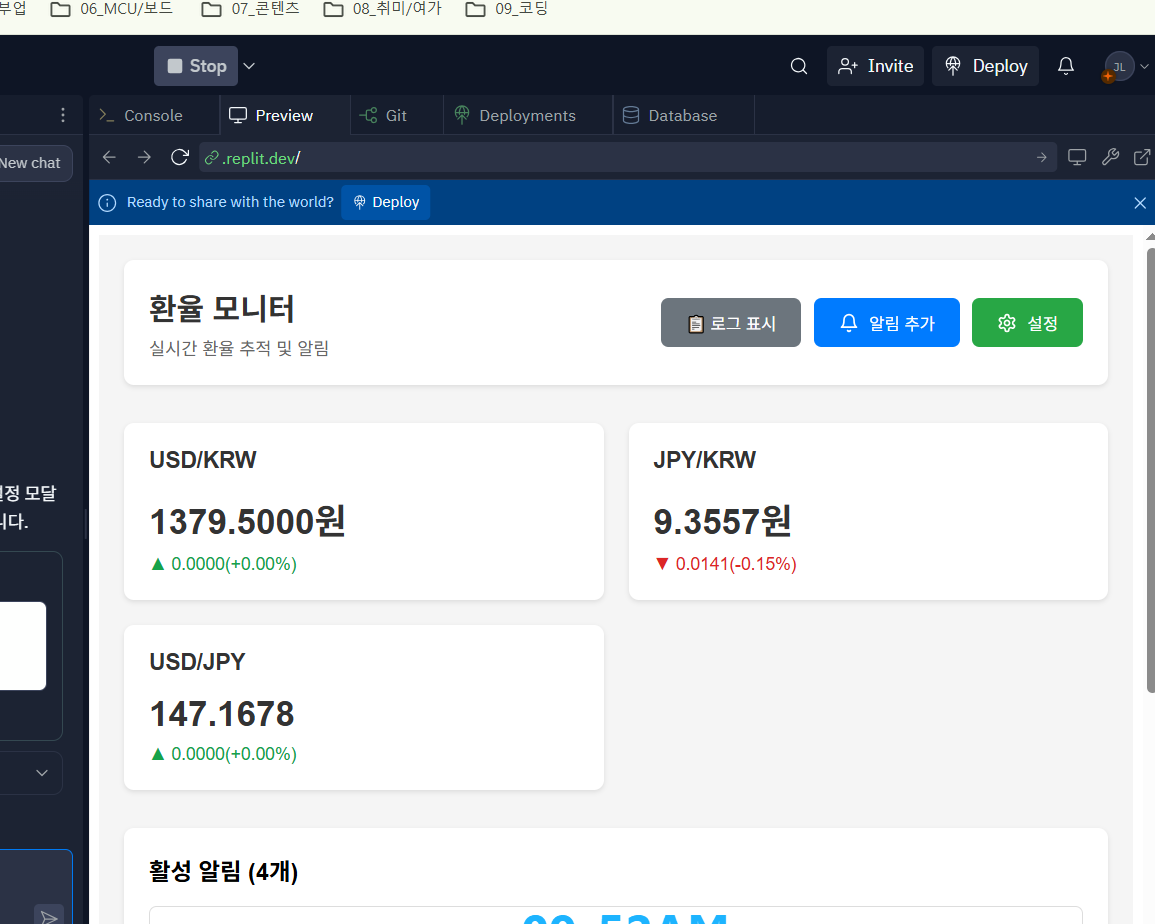 부업 06_MCU/보드 07_콘텐츠 08_취미/여가 09_코딩
Stop Invite Deploy JL
Console Preview Git Deployments Database
New chat
.replit.dev/
Ready to share with the world? Deploy
환율 모니터
실시간 환율 추적 및 알림
📋 로그 표시 알림 추가 설정
USD/KRW
1379.5000원
▲ 0.0000(+0.00%)
JPY/KRW
9.3557원
▼ 0.0141(-0.15%)
정 모달
니다.
USD/JPY
147.1678
▲ 0.0000(+0.00%)
활성 알림 (4개)